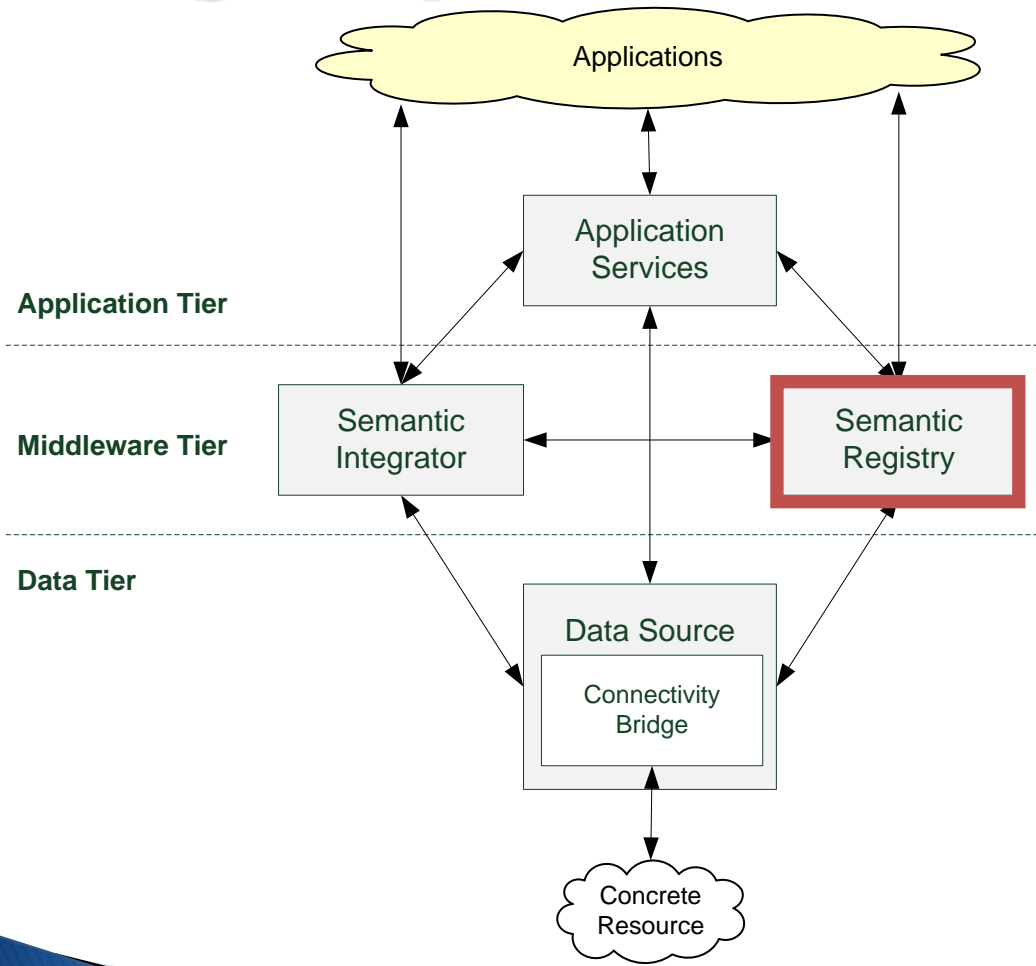 Applications
Application
Services
Application Tier
Semantic
Integrator
Semantic
Registry
Middleware Tier
Data Tier
Data Source
Connectivity
Bridge
Concrete
Resource